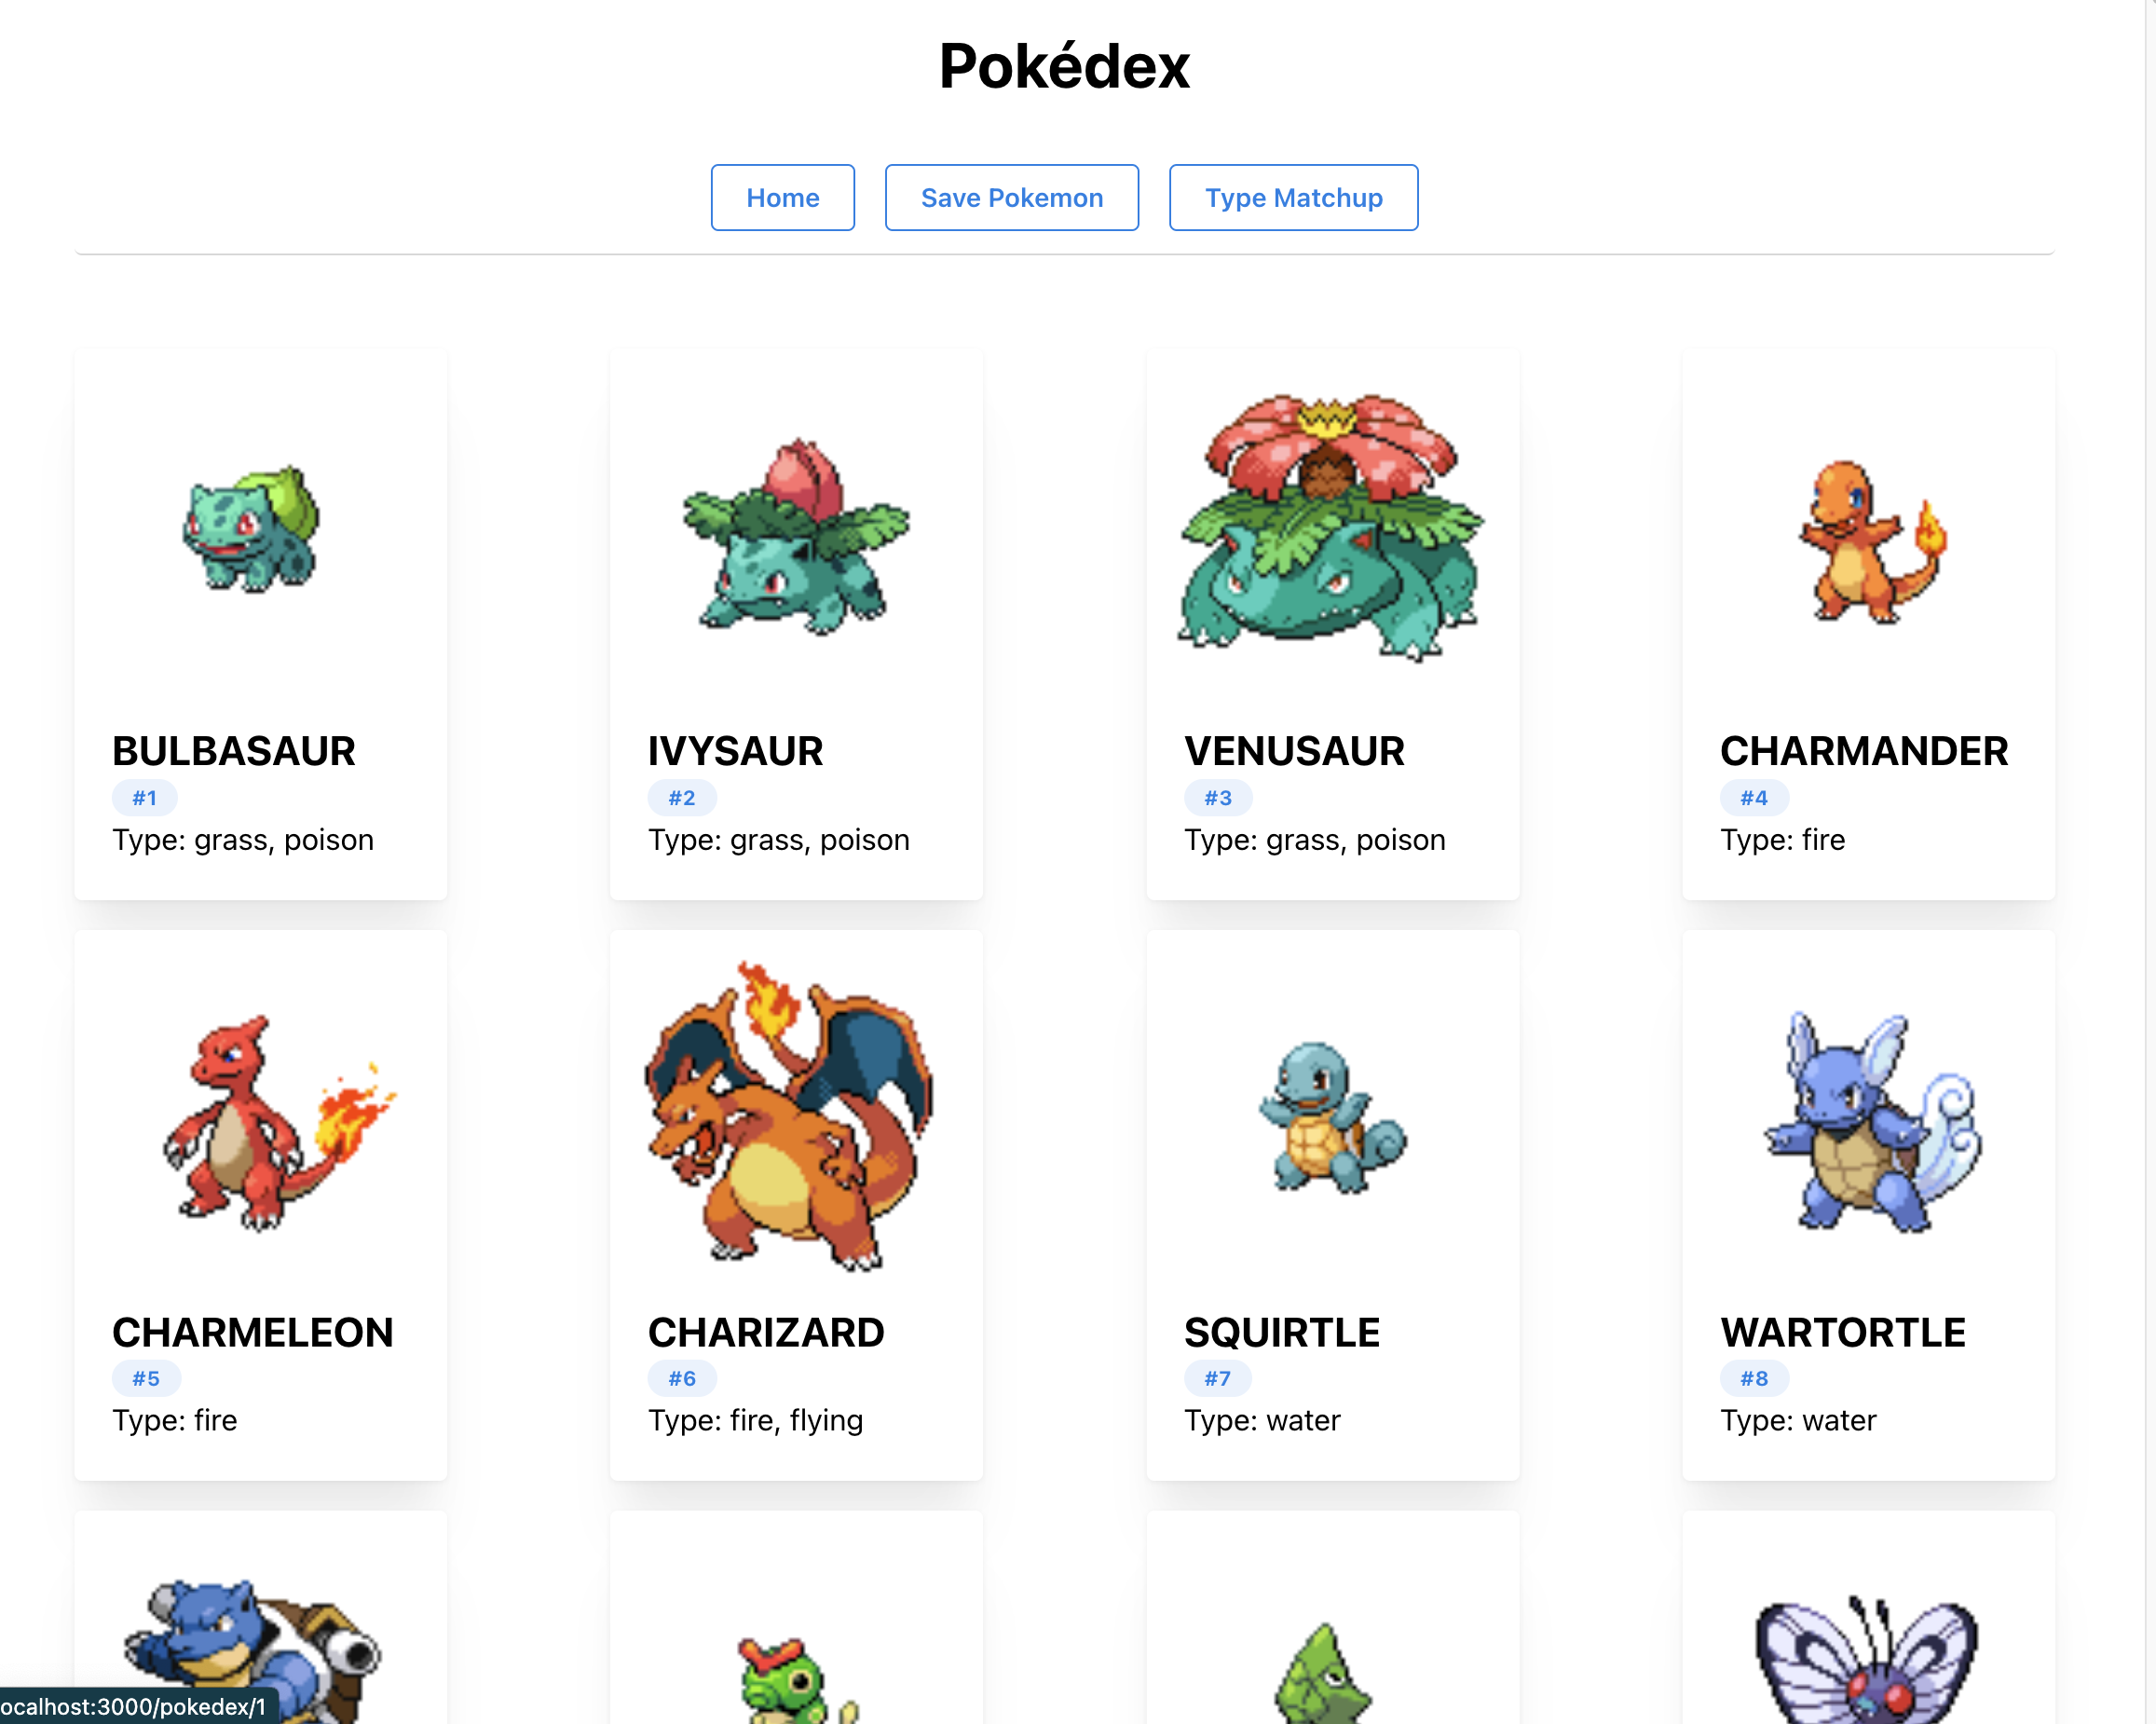 Pokédex
Home
Save Pokemon
Type Matchup
BULBASAUR
#1
Type: grass, poison
IVYSAUR
#2
Type: grass, poison
VENUSAUR
#3
Type: grass, poison
CHARMANDER
#4
Type: fire
CHARMELEON
#5
Type: fire
CHARIZARD
#6
Type: fire, flying
SQUIRTLE
#7
Type: water
WARTORTLE
#8
Type: water
ocalhost:3000/pokedex/1